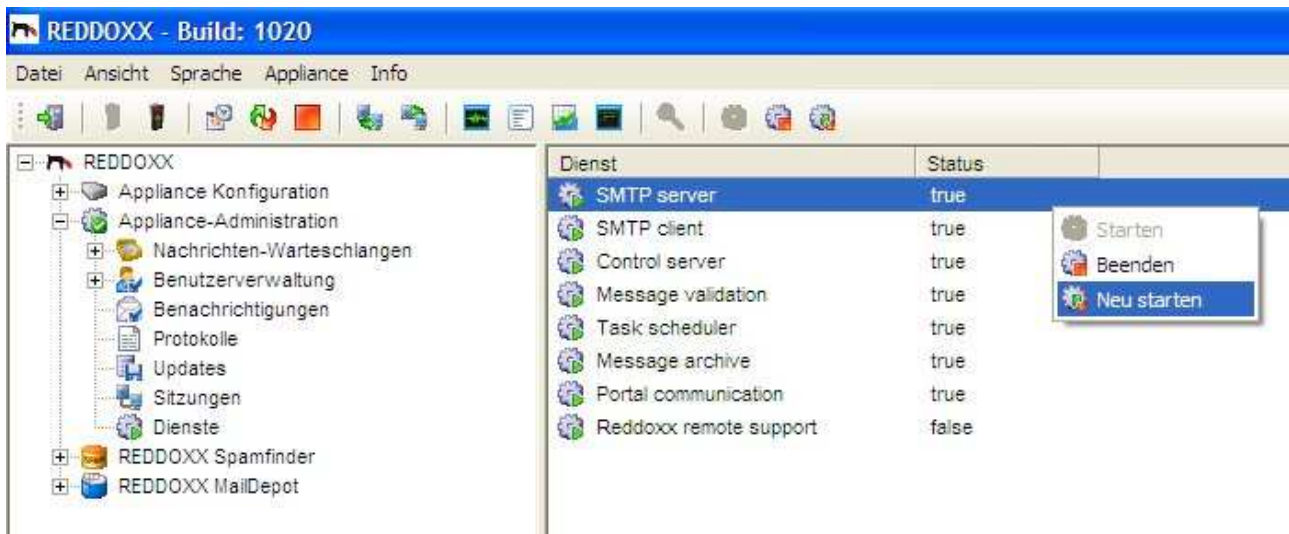 REDDOXX - Build: 1020
Datei Ansicht Sprache Appliance Info
REDDOXX
Appliance Konfiguration
Appliance-Administration
Nachrichten-Warteschlangen
Benutzerverwaltung
Benachrichtigungen
Protokolle
Updates
Sitzungen
Dienste
REDDOXX Spamfinder
REDDOXX MailDepot
Dienst Status
SMTP server true
SMTP client true
Control server true
Message validation true
Task scheduler true
Message archive true
Portal communication true
Reddoxx remote support false
Starten
Beenden
Neu starten